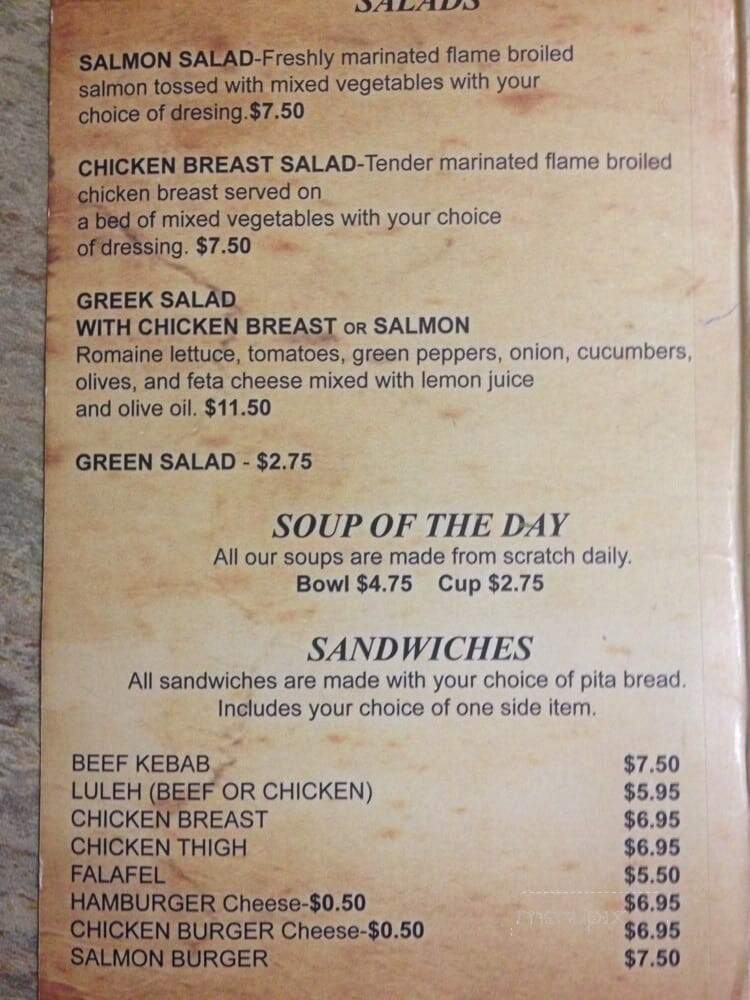 SALADS
SALMON SALAD-Freshly marinated flame broiled
salmon tossed with mixed vegetables with your
choice of dresing.$7.50
CHICKEN BREAST SALAD-Tender marinated flame broiled
chicken breast served on
a bed of mixed vegetables with your choice
of dressing. $7.50
GREEK SALAD
WITH CHICKEN BREAST OR SALMON
Romaine lettuce, tomatoes, green peppers, onion, cucumbers,
olives, and feta cheese mixed with lemon juice
and olive oil. $11.50
GREEN SALAD - $2.75
SOUP OF THE DAY
All our soups are made from scratch daily.
Bowl $4.75 Cup $2.75
SANDWICHES
All sandwiches are made with your choice of pita bread.
Includes your choice of one side item.
BEEF KEBAB $7.50
LULEH (BEEF OR CHICKEN) $5.95
CHICKEN BREAST $6.95
CHICKEN THIGH $6.95
FALAFEL $5.50
HAMBURGER Cheese-$0.50 $6.95
CHICKEN BURGER Cheese-$0.50 $6.95
SALMON BURGER $7.50